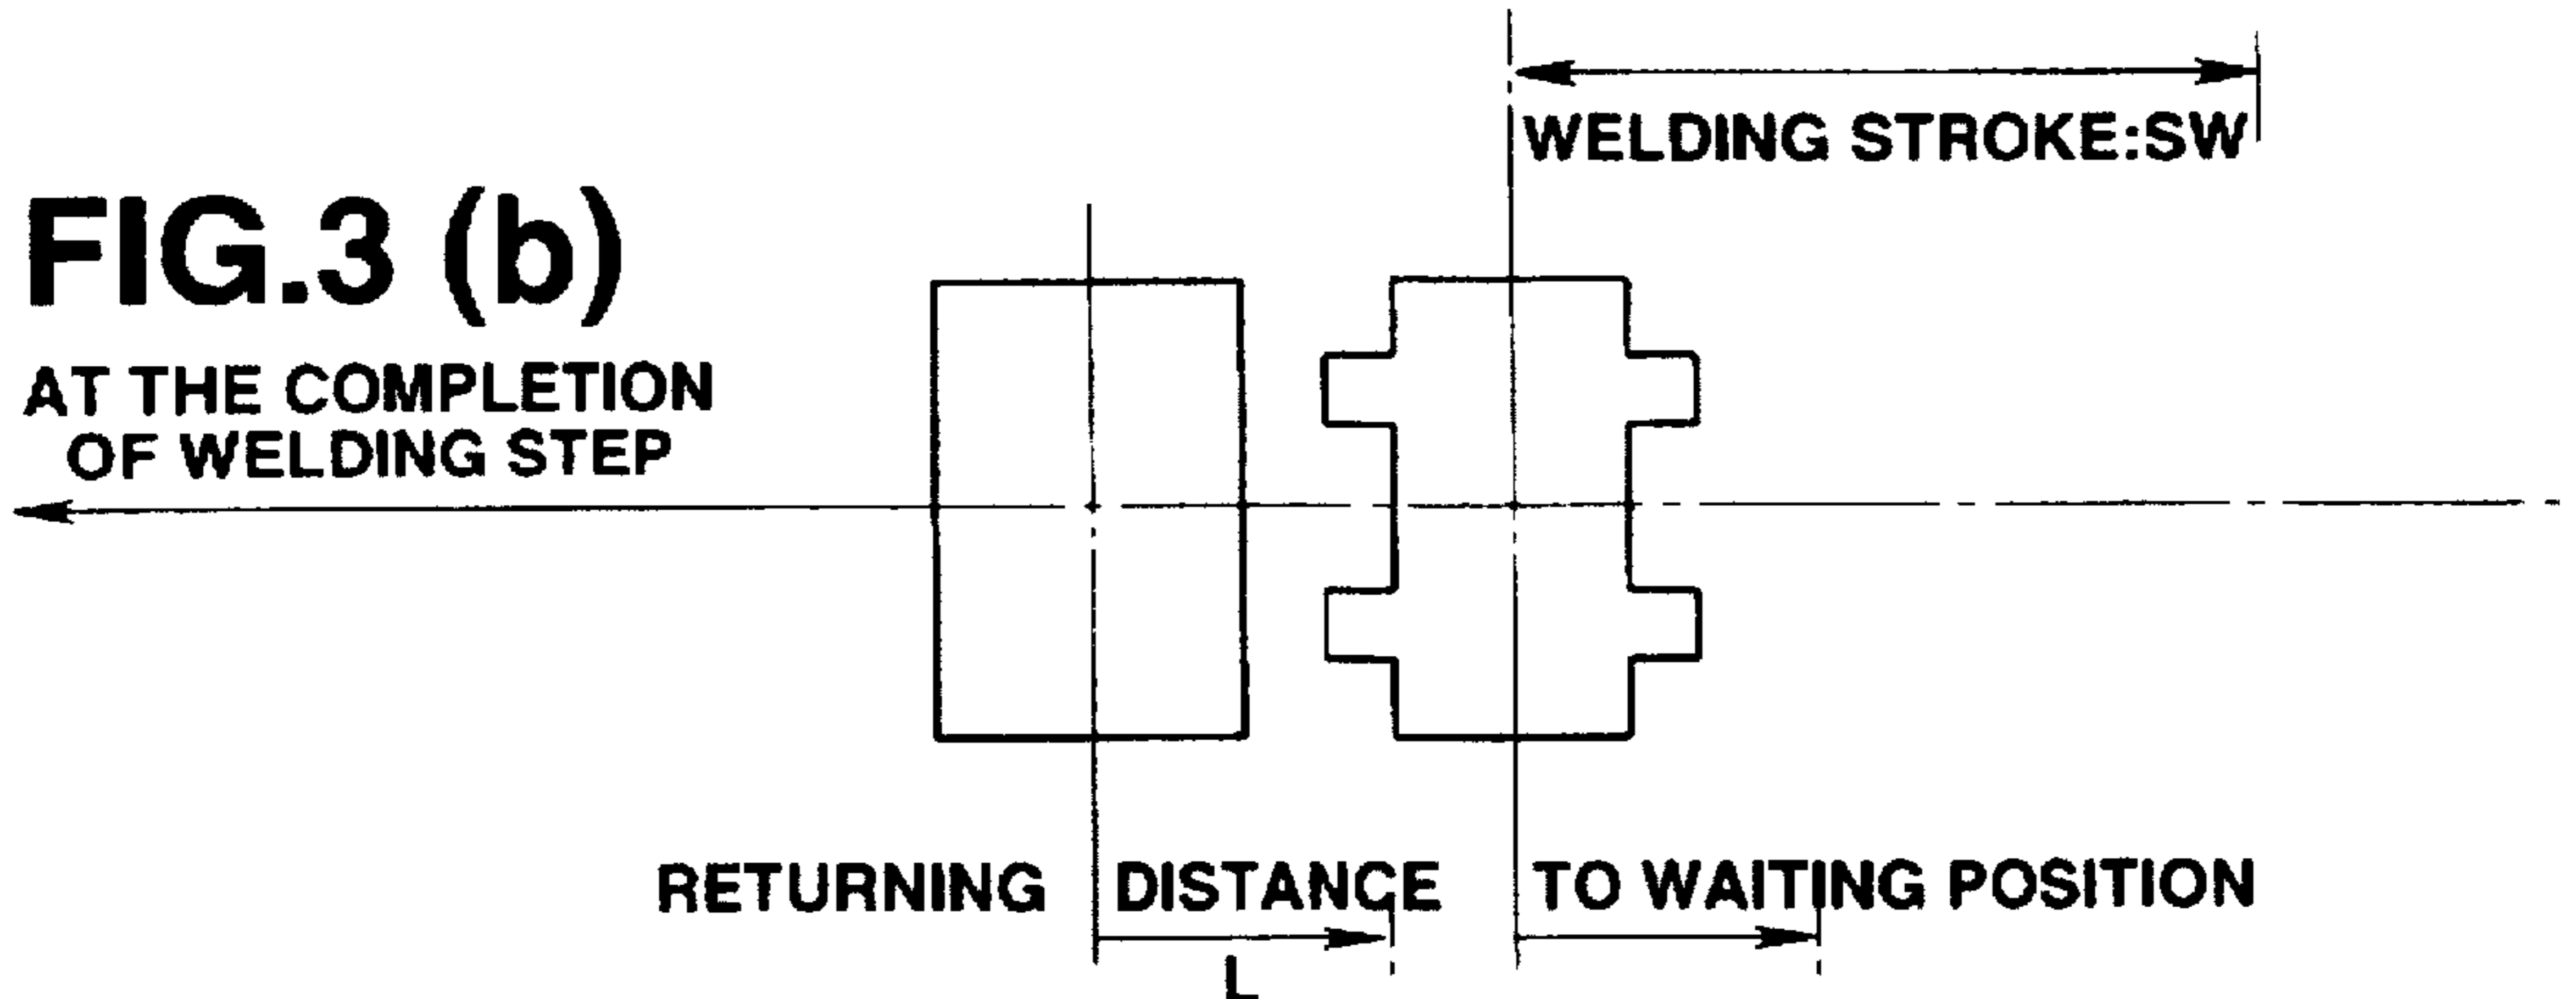 WELDING STROKE:SW
FIG.3 (b)
AT THE COMPLETION
OF WELDING STEP
RETURNING DISTANCE TO WAITING POSITION
L